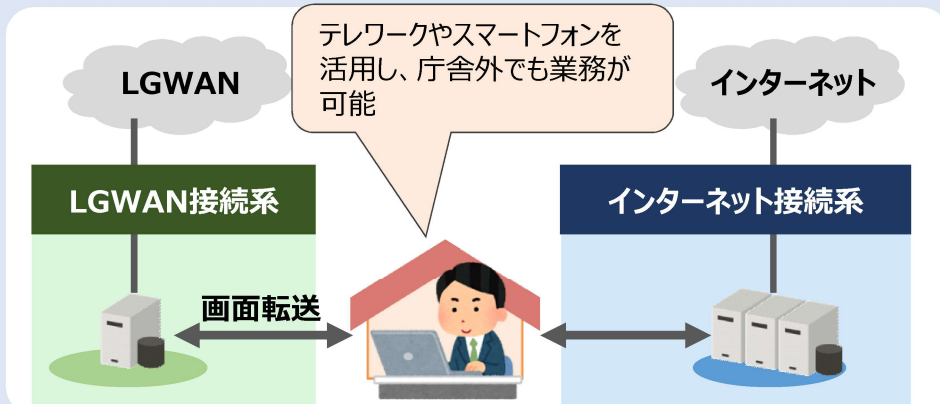 テレワークやスマートフォンを
活用し、庁舎外でも業務が
可能
LGWAN
インターネット
LGWAN接続系
インターネット接続系
画面転送